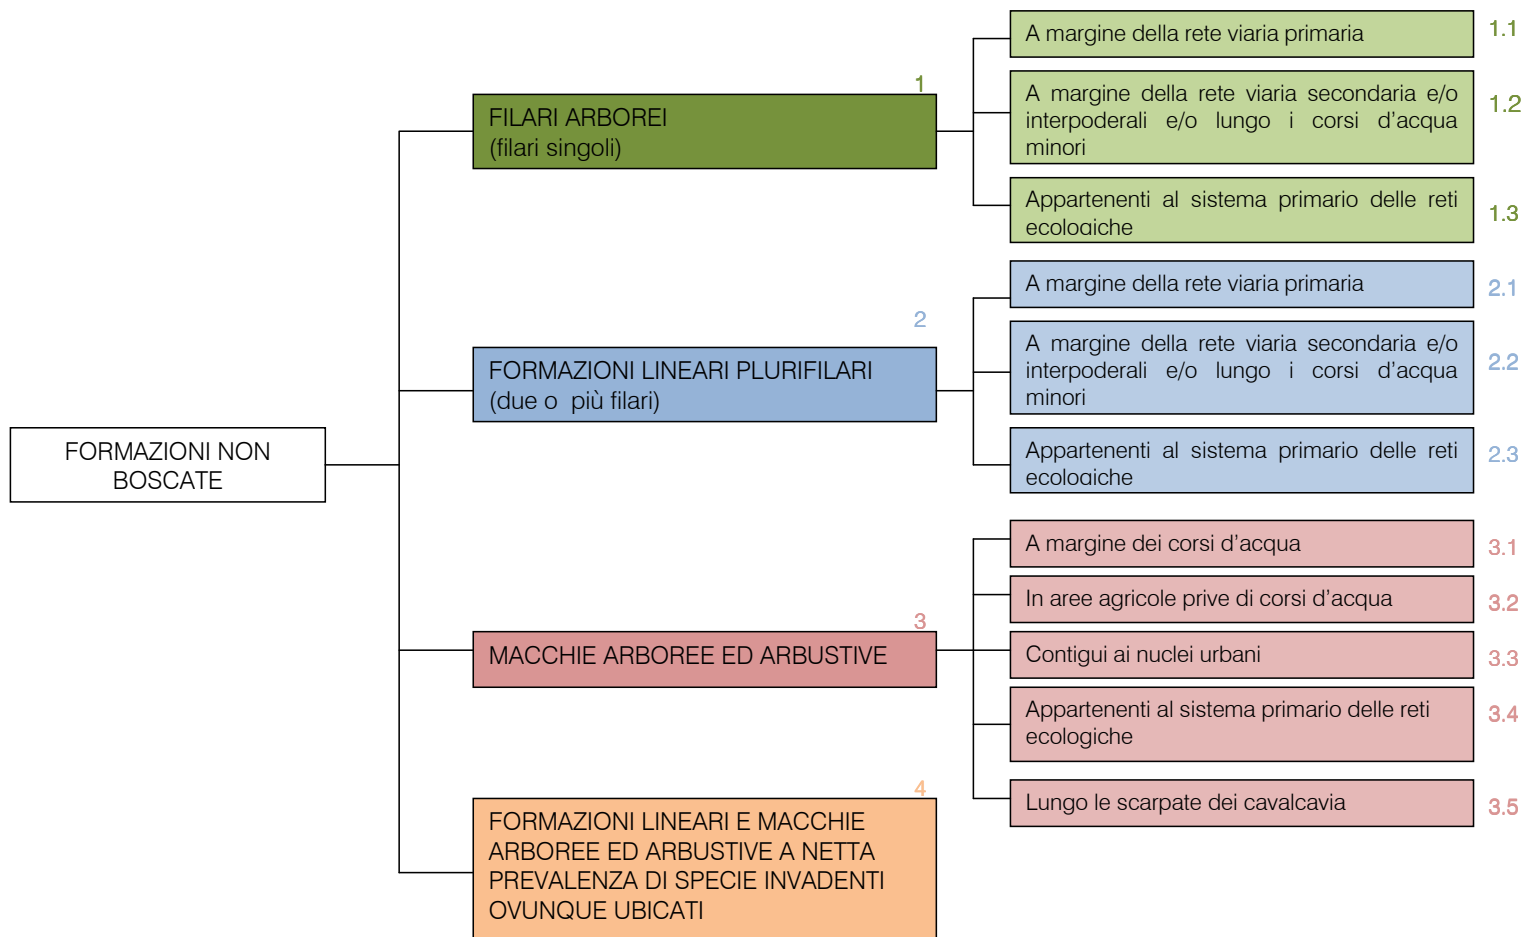 FORMAZIONI NON
BOSCATE
1
FILARI ARBOREI
(filari singoli)
A margine della rete viaria primaria
1.1
A margine della rete viaria secondaria e/o
interpoderali e/o lungo i corsi d'acqua
minori
1.2
Appartenenti al sistema primario delle reti
ecologiche
1.3
2
FORMAZIONI LINEARI PLURIFILARI
(due o più filari)
A margine della rete viaria primaria
2.1
A margine della rete viaria secondaria e/o
interpoderali e/o lungo i corsi d'acqua
minori
2.2
Appartenenti al sistema primario delle reti
ecologiche
2.3
3
MACCHIE ARBOREE ED ARBUSTIVE
A margine dei corsi d'acqua
3.1
In aree agricole prive di corsi d'acqua
3.2
Contigui ai nuclei urbani
3.3
Appartenenti al sistema primario delle reti
ecologiche
3.4
Lungo le scarpate dei cavalcavia
3.5
4
FORMAZIONI LINEARI E MACCHIE
ARBOREE ED ARBUSTIVE A NETTA
PREVALENZA DI SPECIE INVADENTI
OVUNQUE UBICATI